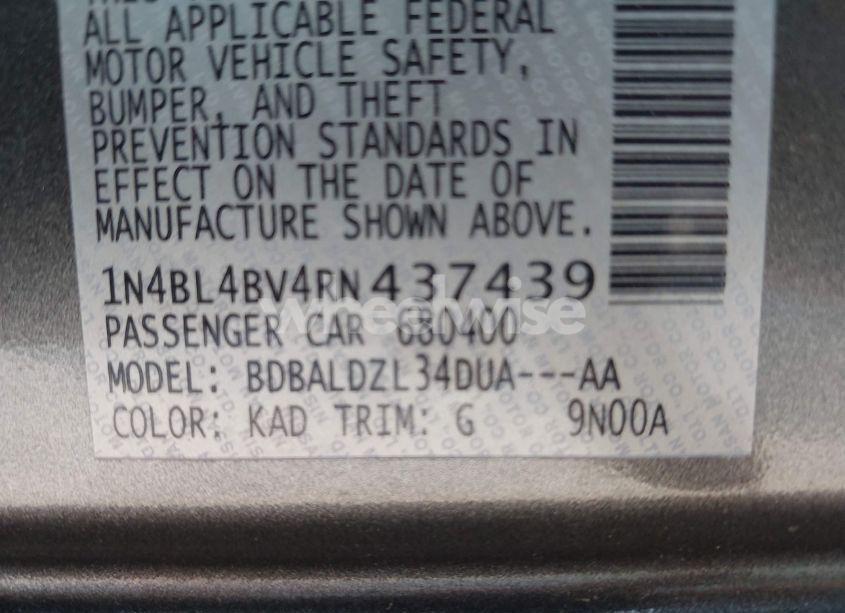 ALL APPLICABLE FEDERAL
MOTOR VEHICLE SAFETY,
BUMPER, AND THEFT
PREVENTION STANDARDS IN
EFFECT ON THE DATE OF
MANUFACTURE SHOWN ABOVE.
1N4BL4BV4RN437439
wheelwise
PASSENGER CAR 680400
MODEL: BDBALDZL34DUA---AA
COLOR: KAD TRIM: G 9N00A